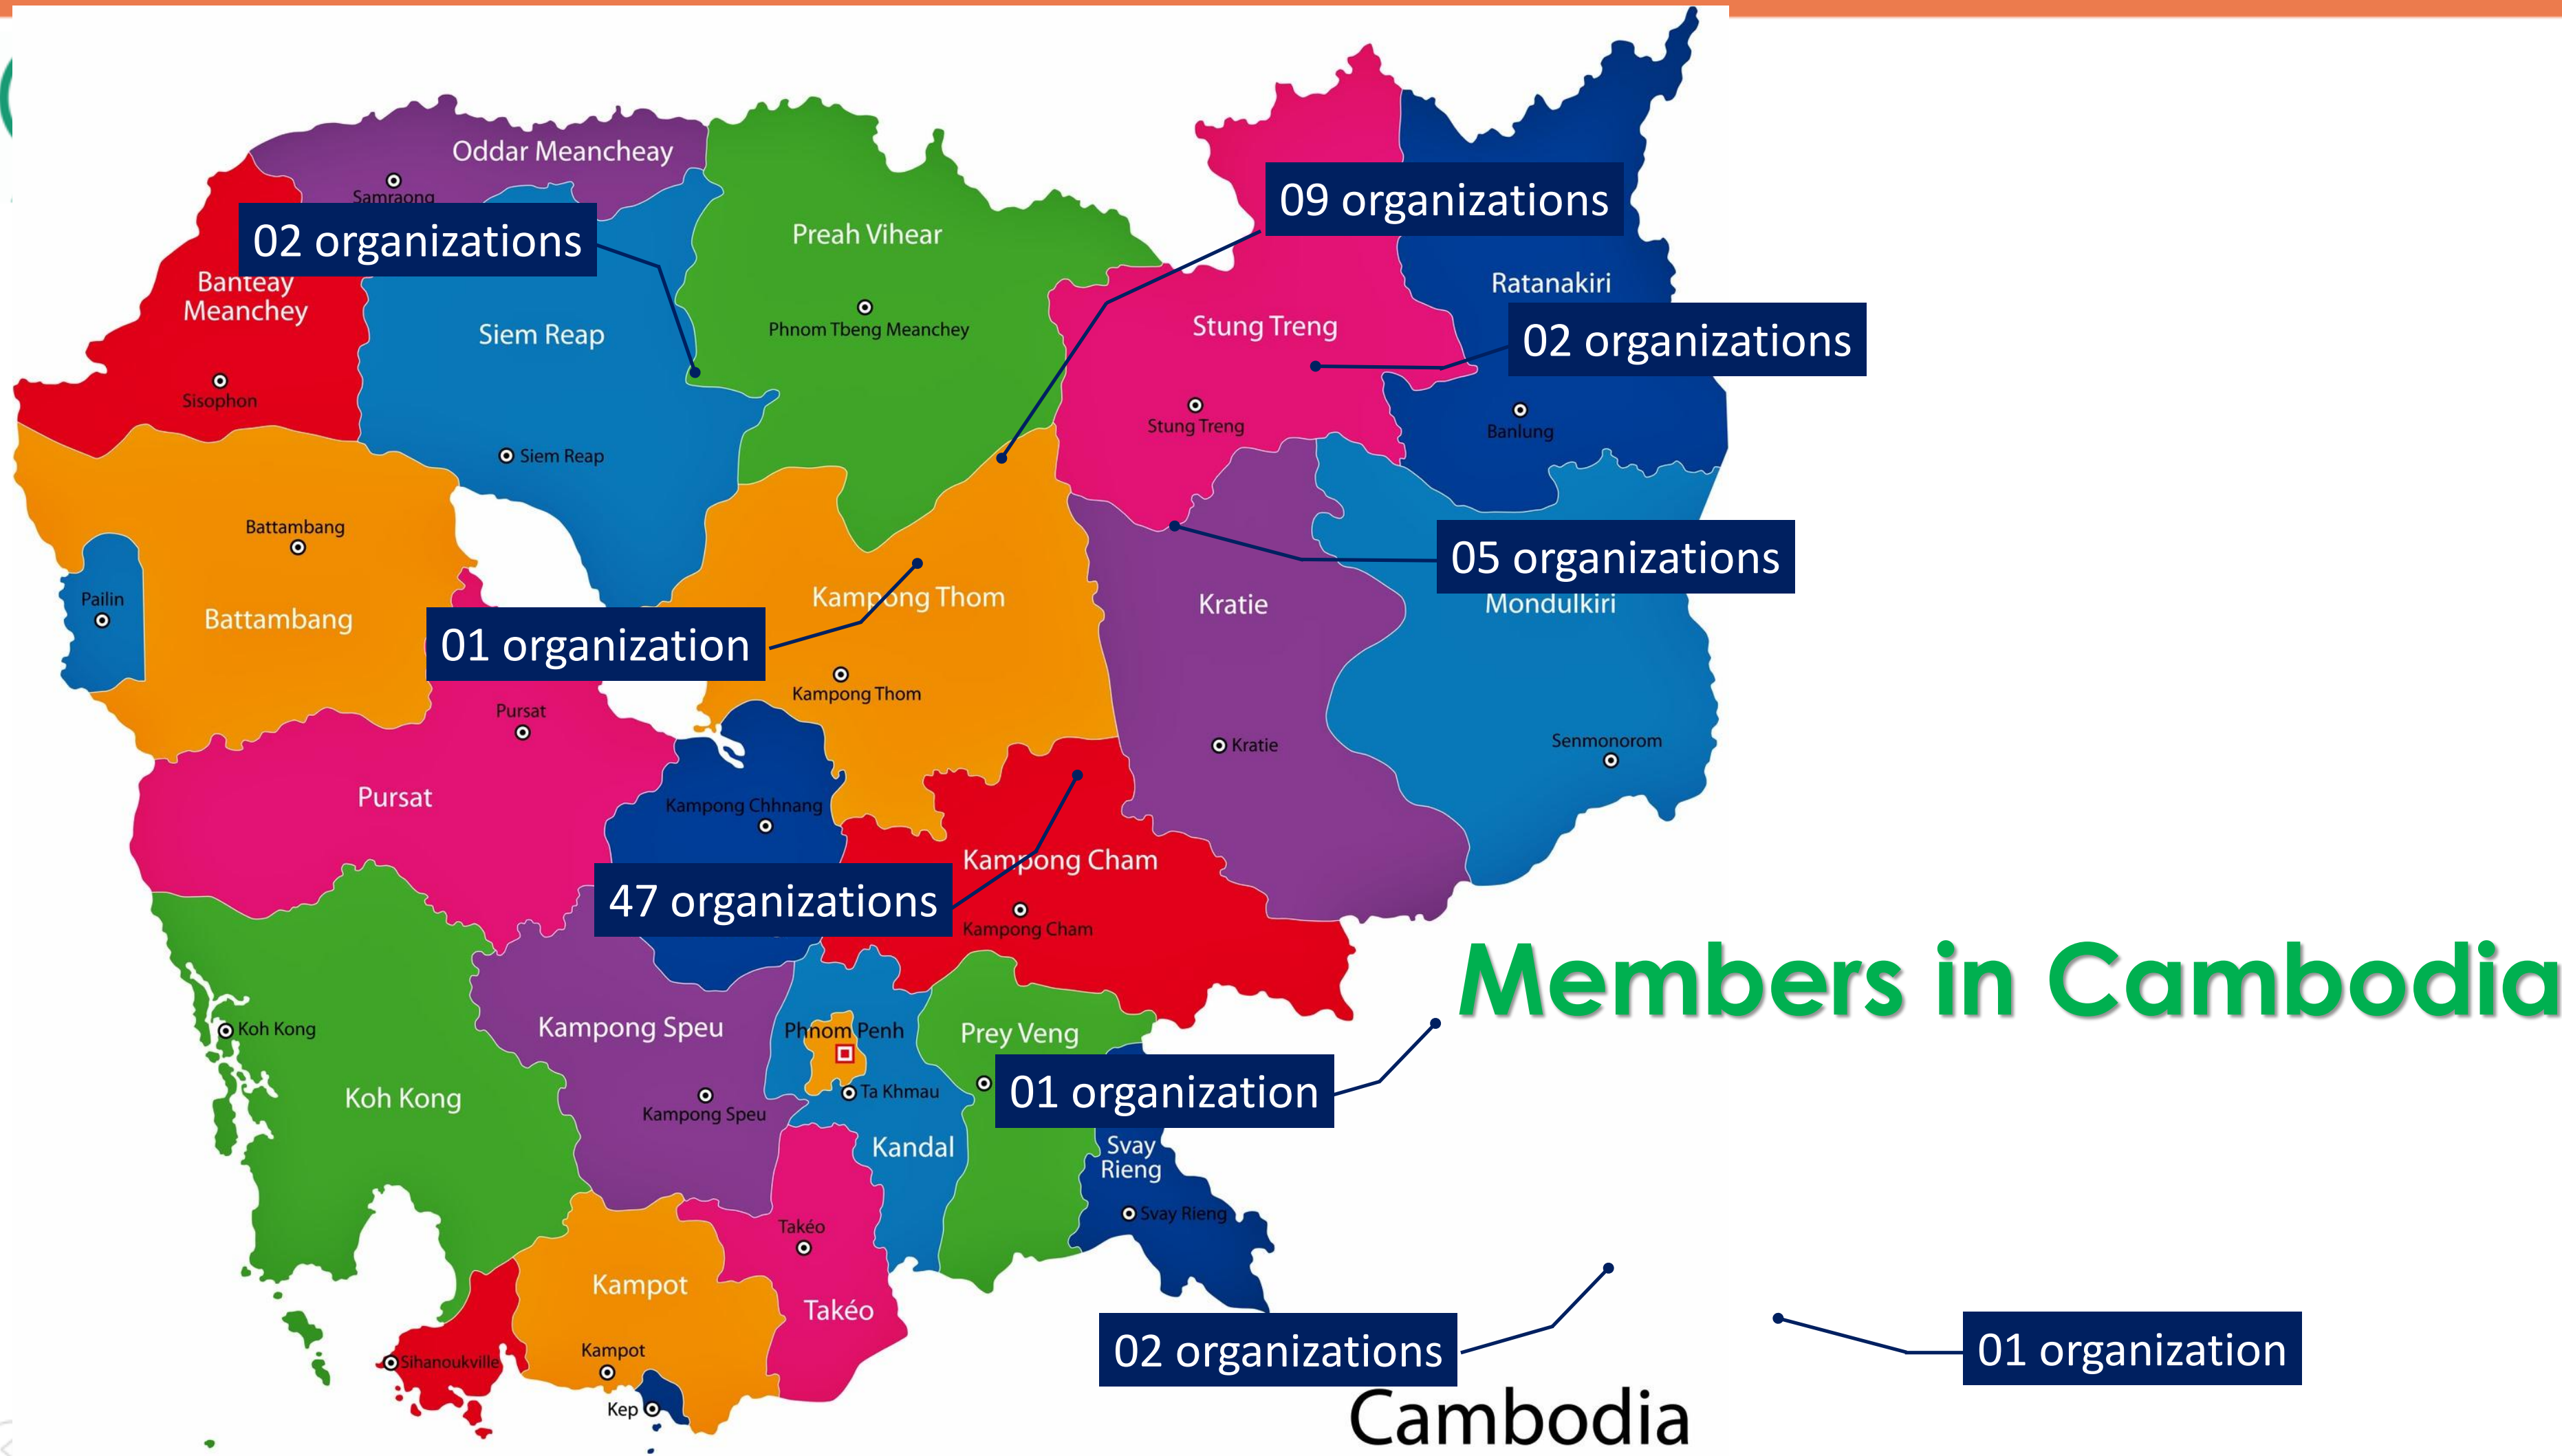 Oddar Meancheay
Samraong
02 organizations
09 organizations
Preah Vihear
Banteay
Meanchey
Ratanakiri
Siem Reap
Phnom Tbeng Meanchey
Stung Treng
02 organizations
Sisophon
Stung Treng
Banlung
Siem Reap
Battambang
05 organizations
Pailin
Battambang
Kampong Thom
Kratie
Mondulkiri
01 organization
Kampong Thom
Pursat
Kratie
Senmonorom
Pursat
Kampong Chhnang
Kampong Cham
47 organizations
Kampong Cham
Members in Cambodia
Koh Kong
Kampong Speu
Phnom Penh
Prey Veng
Koh Kong
Kampong Speu
Ta Khmau
01 organization
Kandal
Svay
Rieng
Svay Rieng
Takéo
Kampot
Takéo
Kampot
Sihanoukville
Kep
02 organizations
01 organization
Cambodia